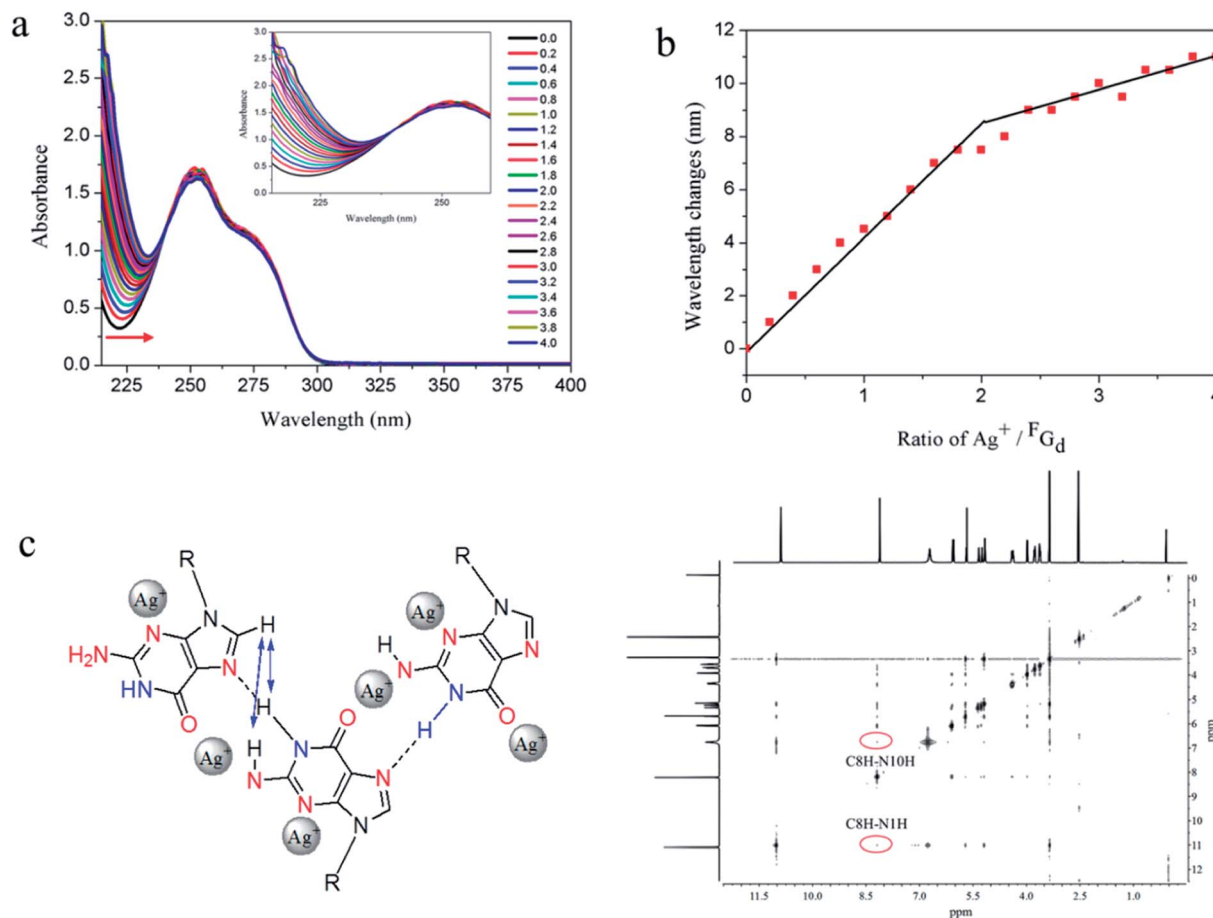 a
3.0
2.5
2.0
1.5
1.0
0.5
0.0
Absorbance
225 250 275 300 325 350 375 400
Wavelength (nm)
3.0
2.5
2.0
1.5
1.0
0.5
0.0
Absorbance
225 250
Wavelength (nm)
0.0
0.2
0.4
0.6
0.8
1.0
1.2
1.4
1.6
1.8
2.0
2.2
2.4
2.6
2.8
3.0
3.2
3.4
3.6
3.8
4.0
b
12
10
8
6
4
2
0
Wavelength changes (nm)
0 1 2 3 4
Ratio of Ag⁺ / ᶠG_d
c
R
Ag⁺
N
H
N
H₂N
N
HN
O
H
Ag⁺
H
N
N
O
N
N
Ag⁺
N
R
R
Ag⁺
N
H
N
N
N
Ag⁺
N
O
H
Ag⁺
C8H-N10H
C8H-N1H
0
1
2
3
4
5
6
7
8
9
10
11
ppm
11.5 10.0 8.5 7.0 5.5 4.0 2.5 1.0
ppm